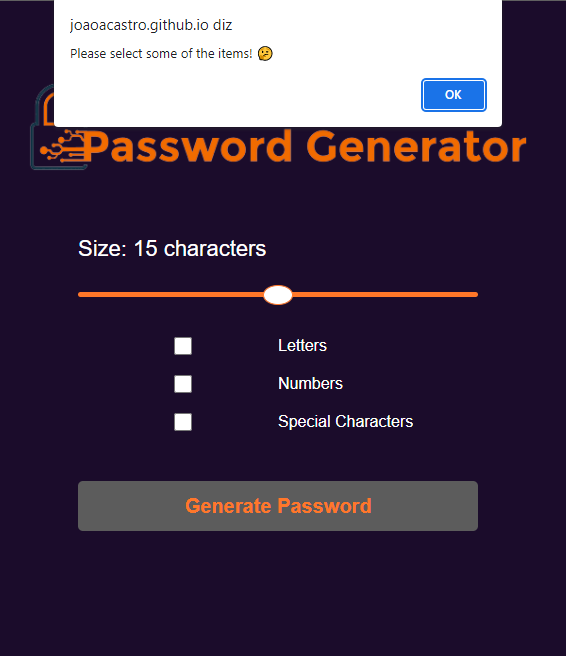 joaoacastro.github.io diz
Please select some of the items! 🤔
OK
Password Generator
Size: 15 characters
Letters
Numbers
Special Characters
Generate Password